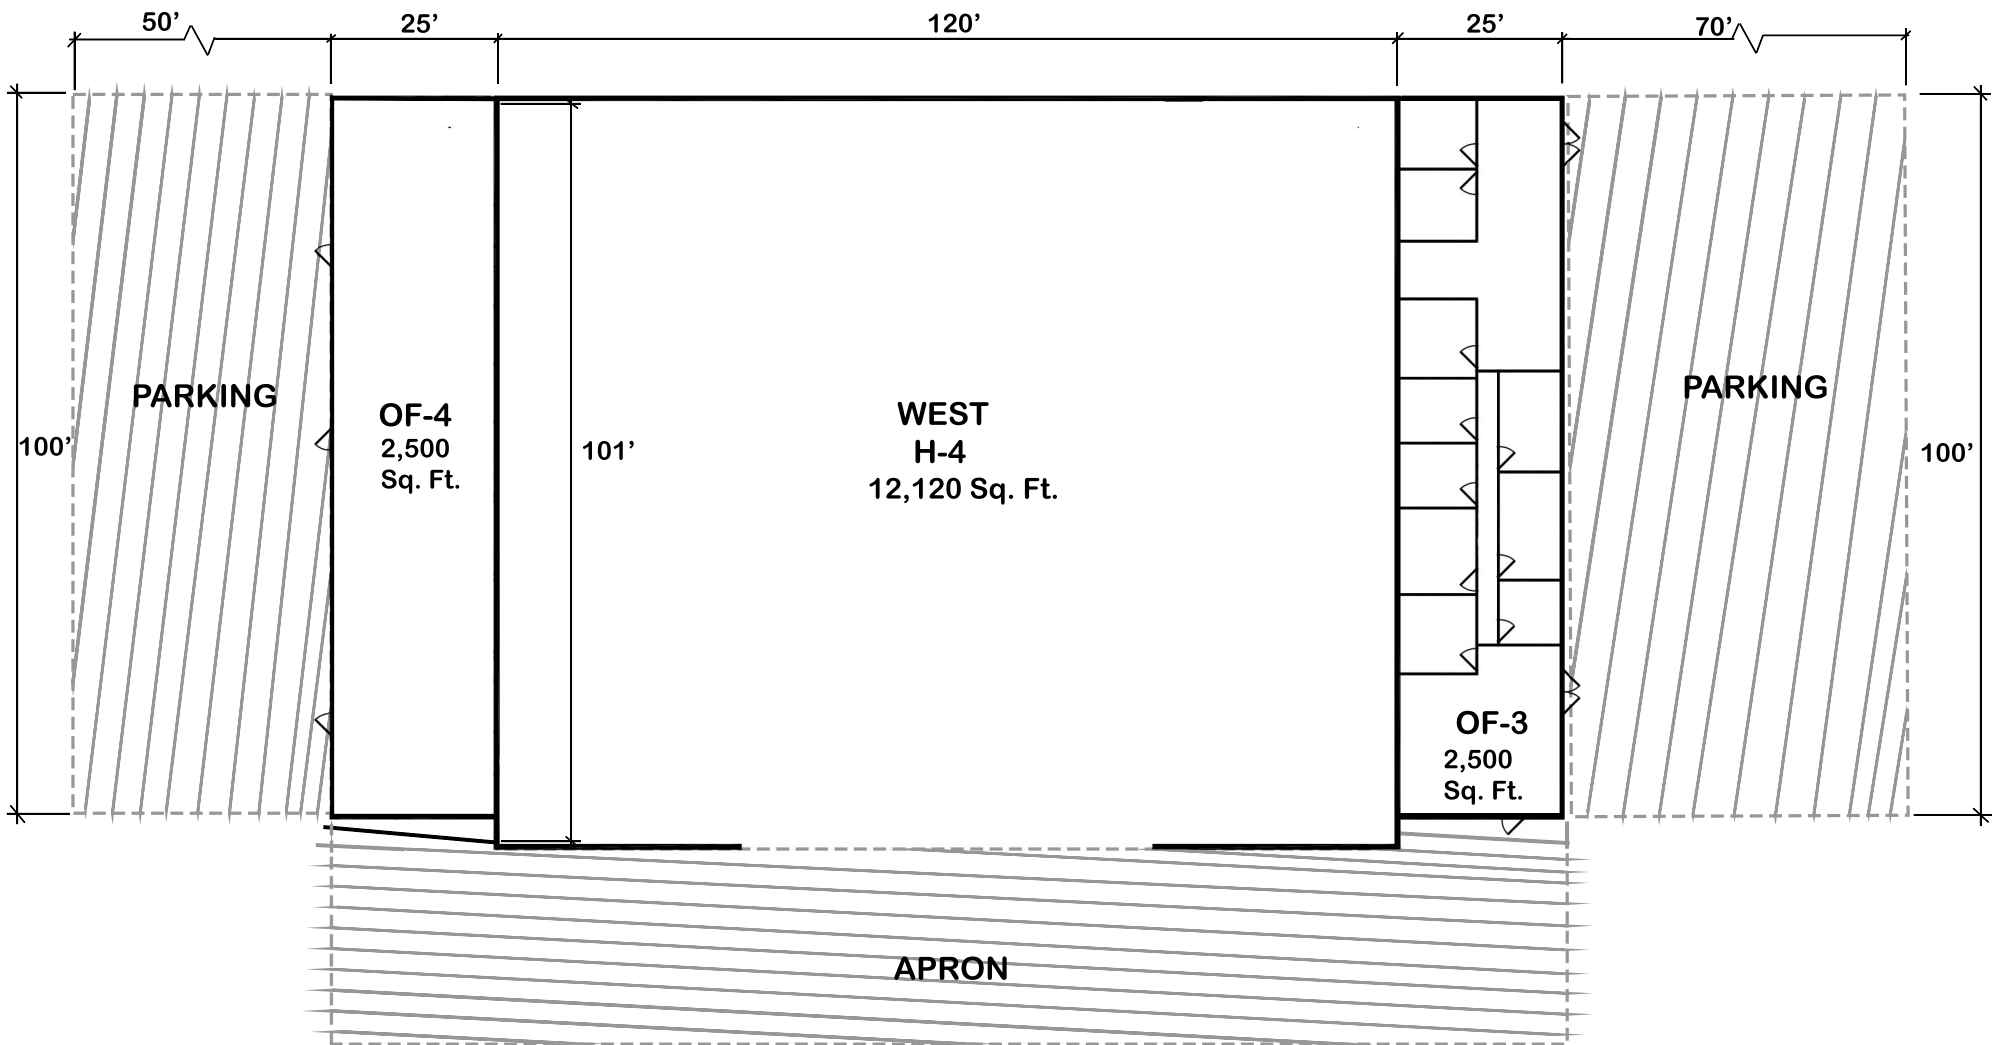 50’
25’
120’
25’
70’
PARKING
OF-4
2,500
Sq. Ft.
100’
101’
WEST
H-4
12,120 Sq. Ft.
PARKING
100’
OF-3
2,500
Sq. Ft.
APRON